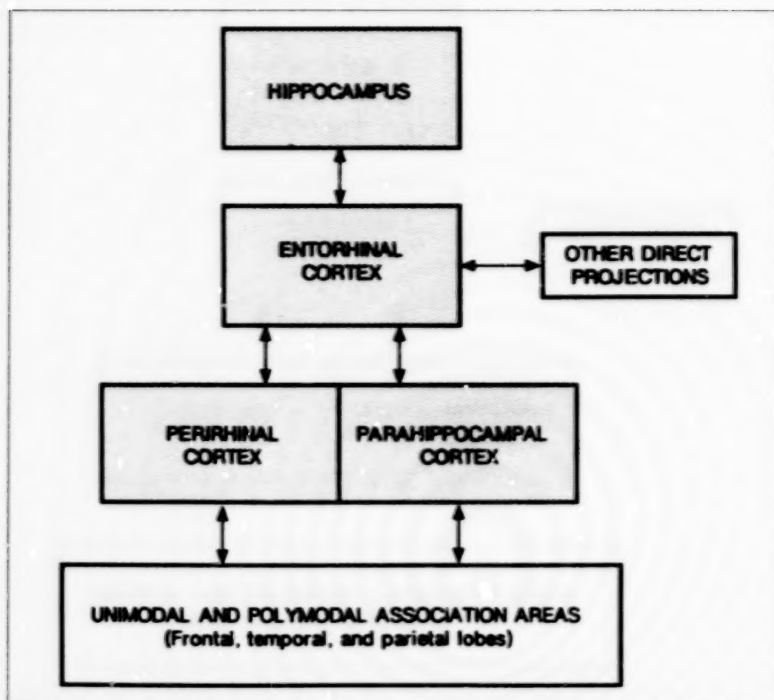 HIPPOCAMPUS
ENTORHINAL
CORTEX
OTHER DIRECT
PROJECTIONS
PERIRHINAL
CORTEX
PARAHIPPOCAMPAL
CORTEX
UNIMODAL AND POLYMODAL ASSOCIATION AREAS
(Frontal, temporal, and parietal lobes)